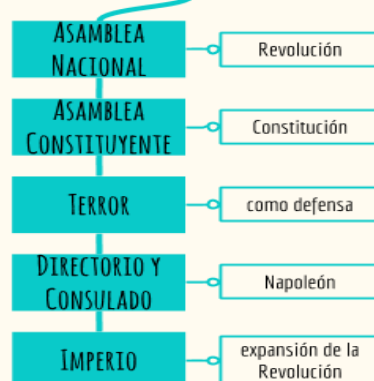 ASAMBLEA
NACIONAL
Revolución
ASAMBLEA
CONSTITUYENTE
Constitución
TERROR
como defensa
DIRECTORIO Y
CONSULADO
Napoleón
IMPERIO
expansión de la
Revolución